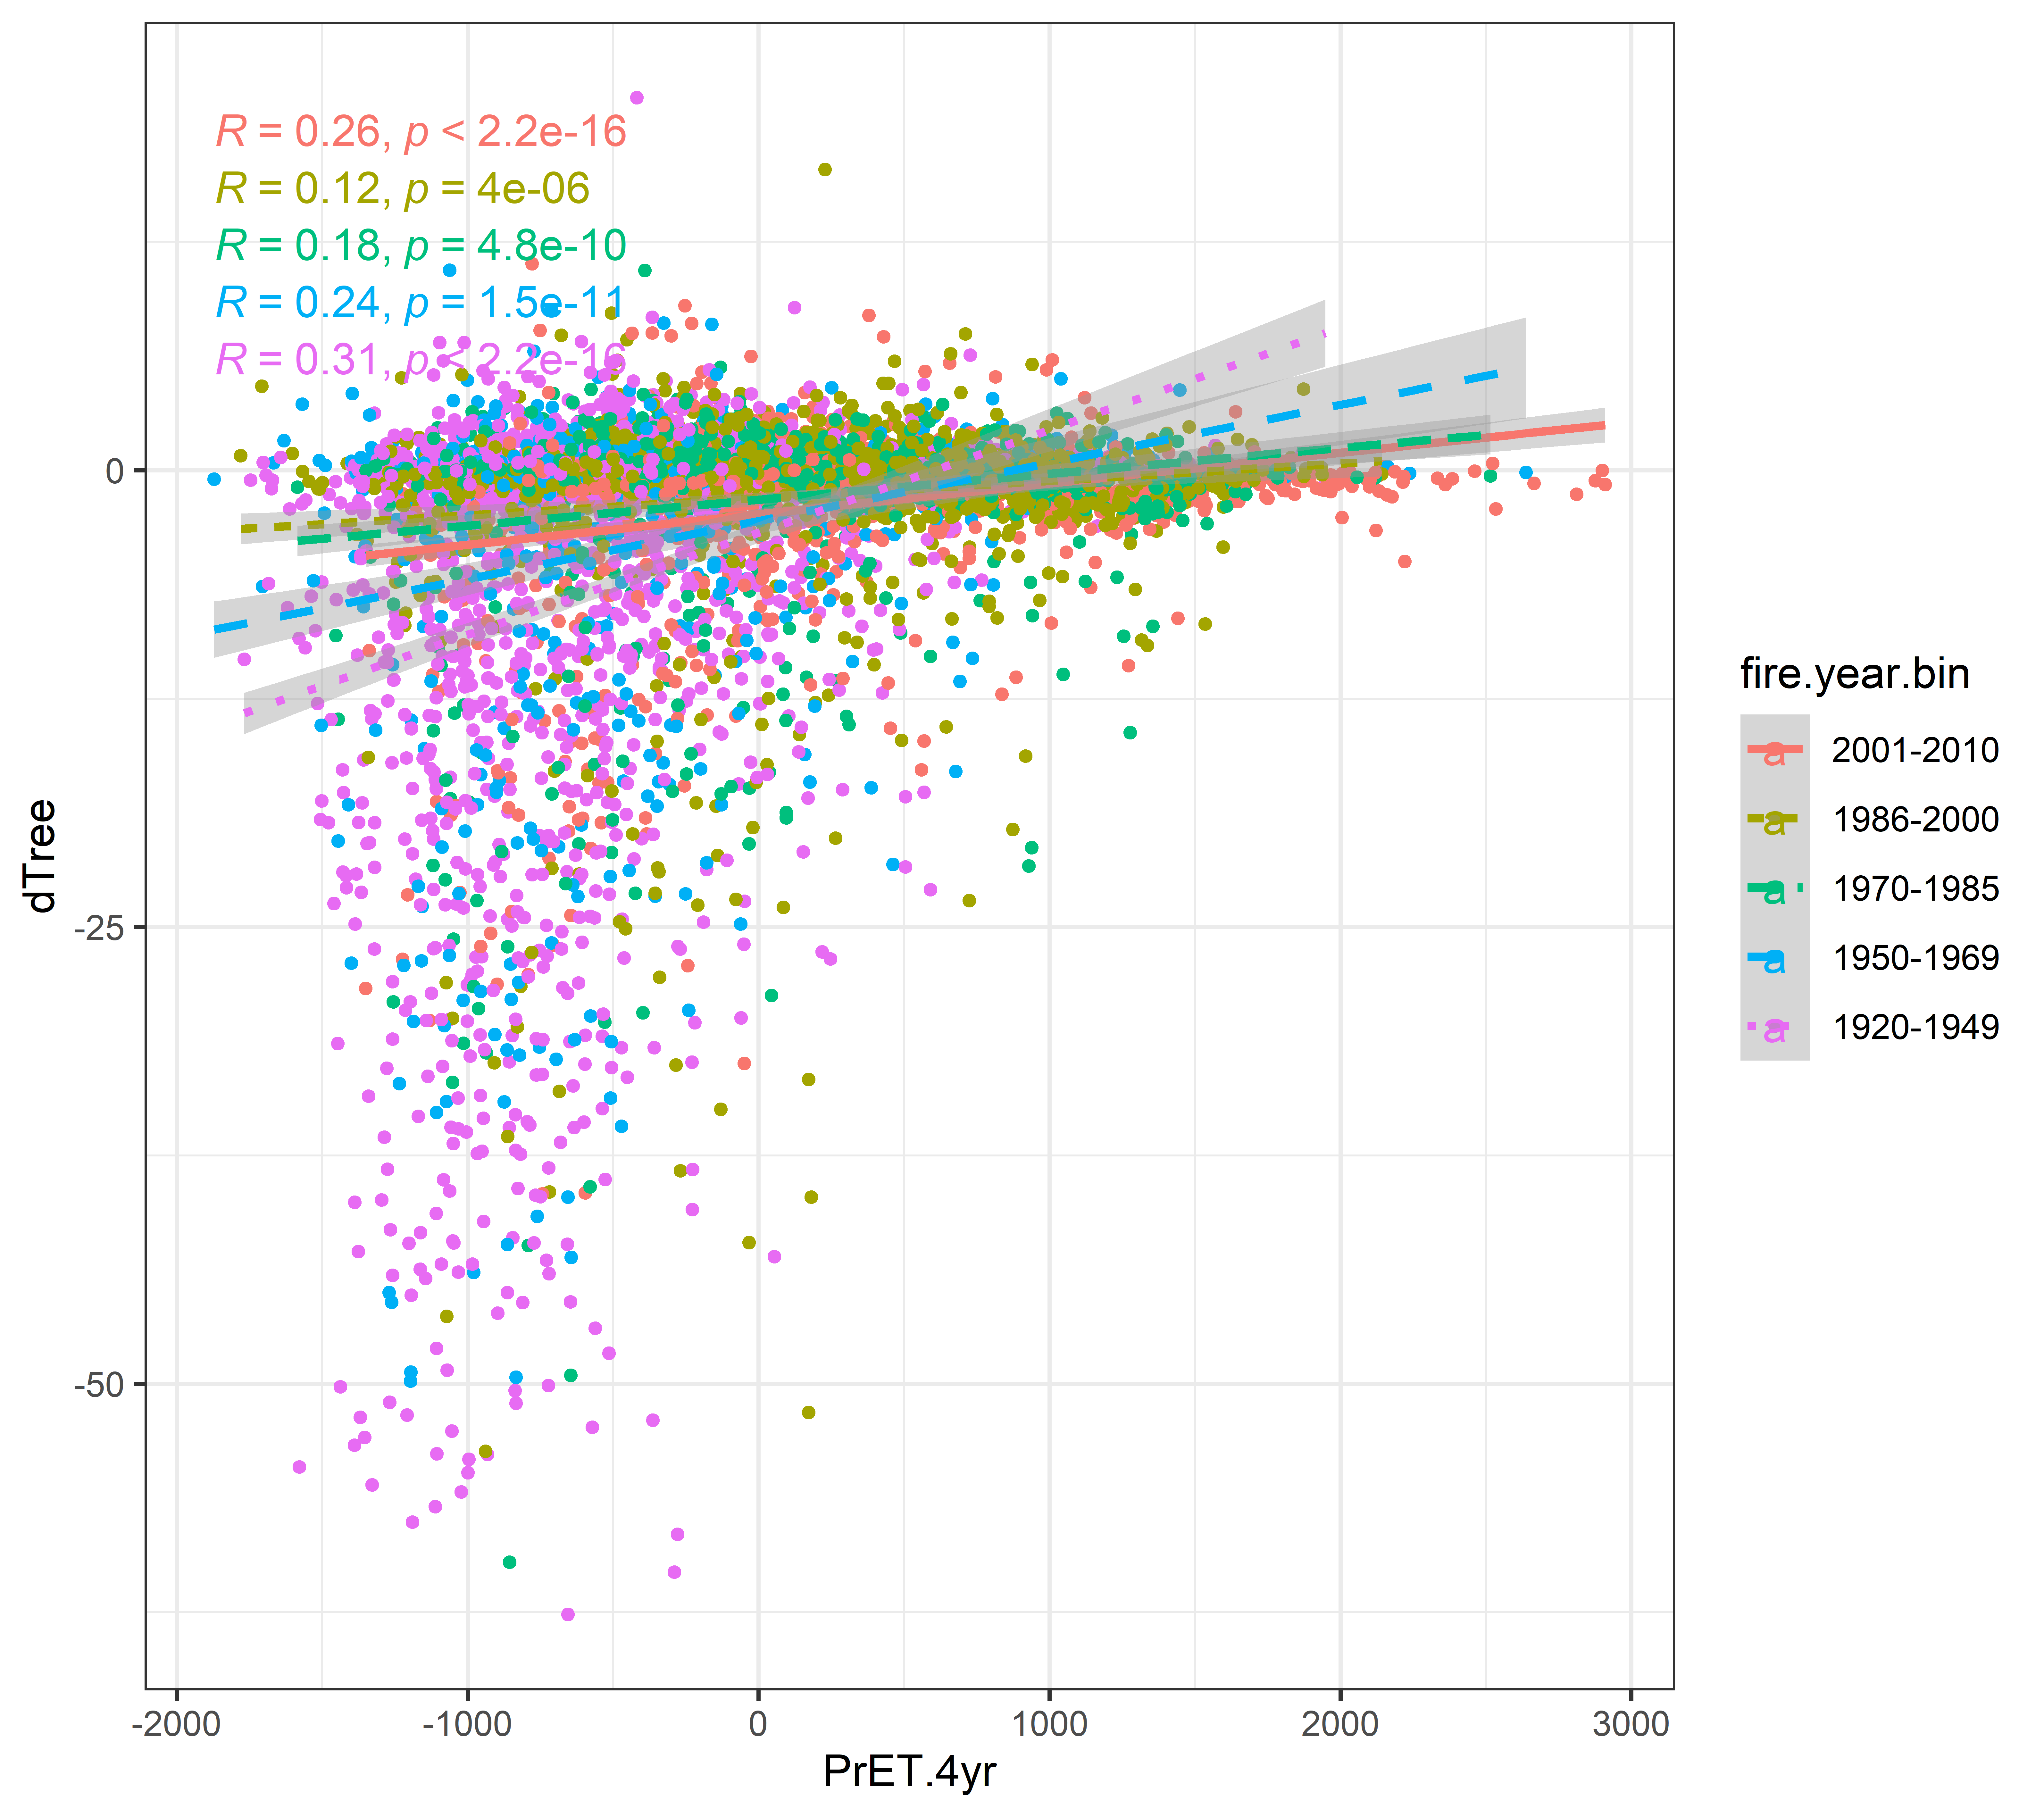 R = 0.26, p < 2.2e-16
R = 0.12, p = 4e-06
R = 0.18, p = 4.8e-10
R = 0.24, p = 1.5e-11
R = 0.31, p < 2.2e-16
0
-25
-50
dTree
-2000 -1000 0 1000 2000 3000
PrET.4yr
fire.year.bin
a 2001-2010
a 1986-2000
a 1970-1985
a 1950-1969
a 1920-1949